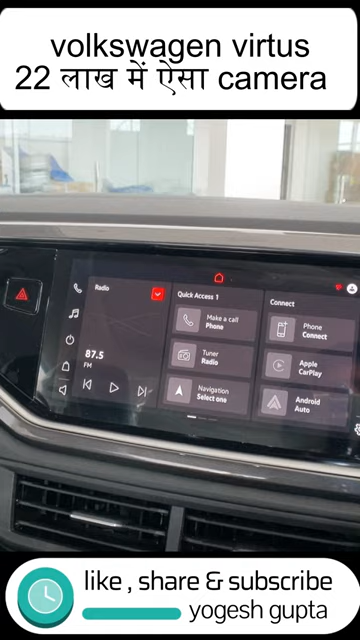 volkswagen virtus
22 लाख में ऐसा camera
Radio
87.5
FM
Quick Access 1
Make a call
Phone
Tuner
Radio
Navigation
Select one
Connect
Phone
Connect
Apple
CarPlay
Android
Auto
like , share & subscribe
yogesh gupta